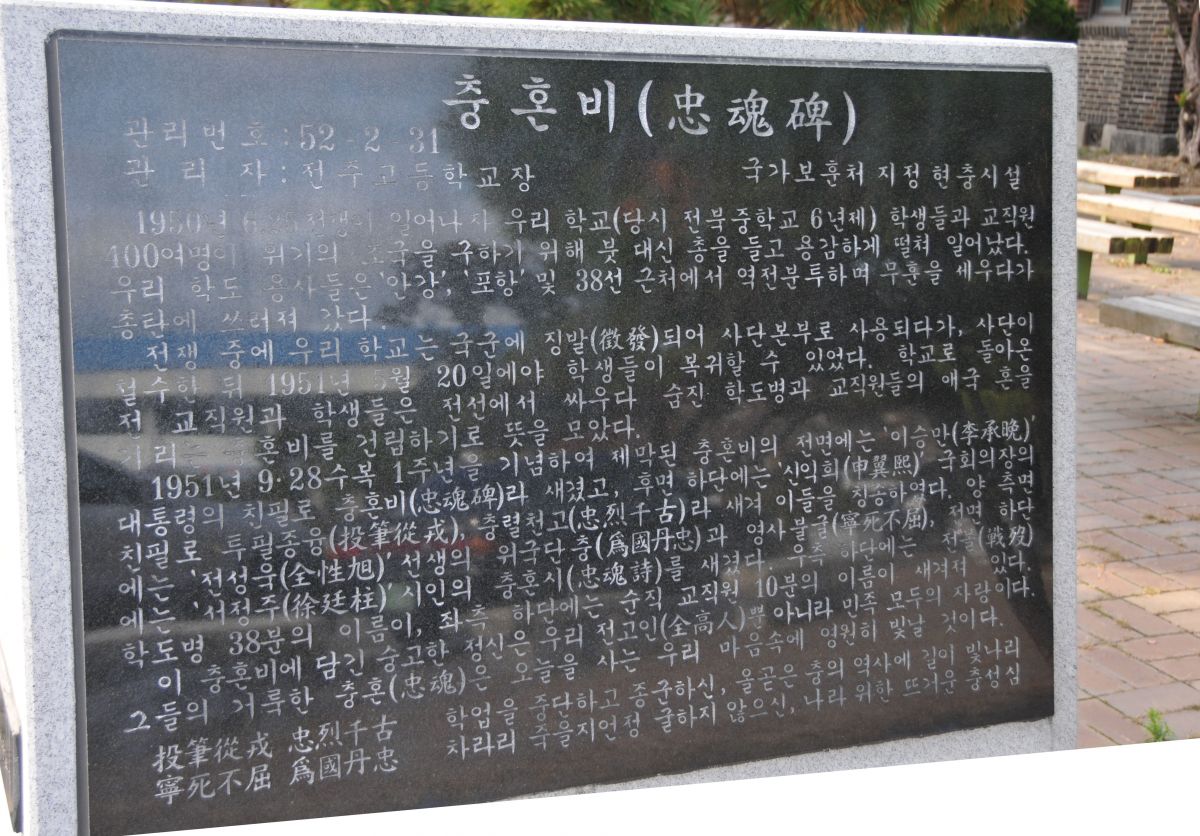 충혼비(忠魂碑)
관리번호:52-2-31
관 리 자:전주고등학교장
국가보훈처 지정 현충시설
1950년 6·25전쟁이 일어나자 우리 학교(당시 전북중학교 6년제) 학생들과 교직원
400여명이 위기의 조국을 구하기 위해 붓 대신 총을 들고 용감하게 떨쳐 일어났다.
우리 학도 용사들은 '안강', '포항' 및 38선 근처에서 역전분투하며 무훈을 세우다가
총탄에 쓰러져 갔다.
전쟁 중에 우리 학교는 국군에 징발(徵發)되어 사단본부로 사용되다가, 사단이
철수한 뒤 1951년 5월 20일에야 학생들이 복귀할 수 있었다. 학교로 돌아온
전 교직원과 학생들은 전선에서 싸우다 숨진 학도병과 교직원들의 애국 혼을
기리는 충혼비를 건립하기로 뜻을 모았다.
1951년 9·28수복 1주년을 기념하여 제막된 충혼비의 전면에는 '이승만(李承晩)'
대통령의 친필로 충혼비(忠魂碑)라 새겼고, 후면 하단에는 '신익희(申翼熙)' 국회의장의
친필로 투필종융(投筆從戎), 충렬천고(忠烈千古)라 새겨 이들을 칭송하였다. 양 측면
에는 '전성욱(全性旭)' 선생의 위국단충(爲國丹忠)과 영사불굴(寧死不屈), 전면 하단
에는 '서정주(徐廷柱)' 시인의 충혼시(忠魂詩)를 새겼다. 우측 하단에는 전몰(戰歿)
학도병 38분의 이름이, 좌측 하단에는 순직 교직원 10분의 이름이 새겨져 있다.
이 충혼비에 담긴 숭고한 정신은 우리 전고인(全高人)뿐 아니라 민족 모두의 자랑이다.
그들의 거룩한 충혼(忠魂)은 오늘을 사는 우리 마음속에 영원히 빛날 것이다.
投筆從戎 忠烈千古 학업을 중단하고 종군하신, 올곧은 충의 역사에 길이 빛나리
寧死不屈 爲國丹忠 차라리 죽을지언정 굴하지 않으신, 나라 위한 뜨거운 충성심